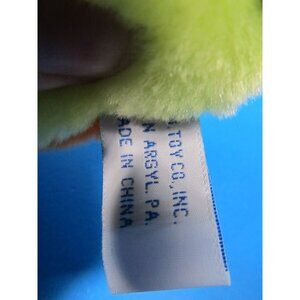 TOY CO., INC.
N ARGYL. PA.
ADE IN CHINA